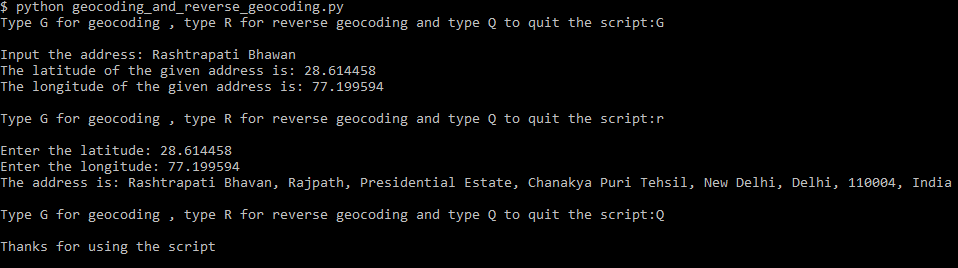 $ python geocoding_and_reverse_geocoding.py
Type G for geocoding , type R for reverse geocoding and type Q to quit the script:G
Input the address: Rashtrapati Bhawan
The latitude of the given address is: 28.614458
The longitude of the given address is: 77.199594
Type G for geocoding , type R for reverse geocoding and type Q to quit the script:r
Enter the latitude: 28.614458
Enter the longitude: 77.199594
The address is: Rashtrapati Bhavan, Rajpath, Presidential Estate, Chanakya Puri Tehsil, New Delhi, Delhi, 110004, India
Type G for geocoding , type R for reverse geocoding and type Q to quit the script:Q
Thanks for using the script